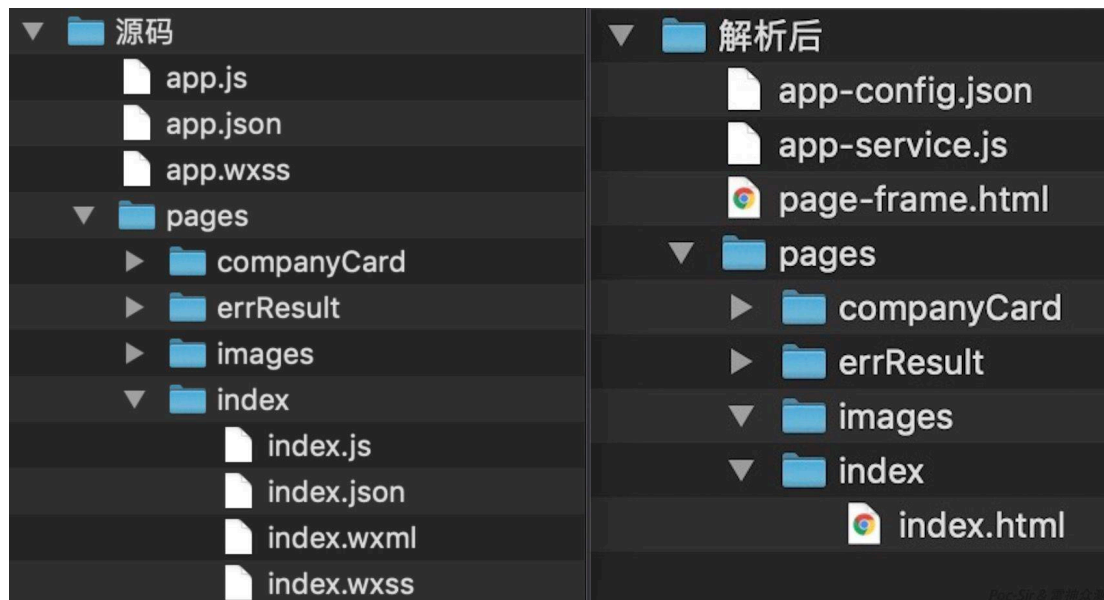 源码
app.js
app.json
app.wxss
pages
companyCard
errResult
images
index
index.js
index.json
index.wxml
index.wxss
解析后
app-config.json
app-service.js
page-frame.html
pages
companyCard
errResult
images
index
index.html